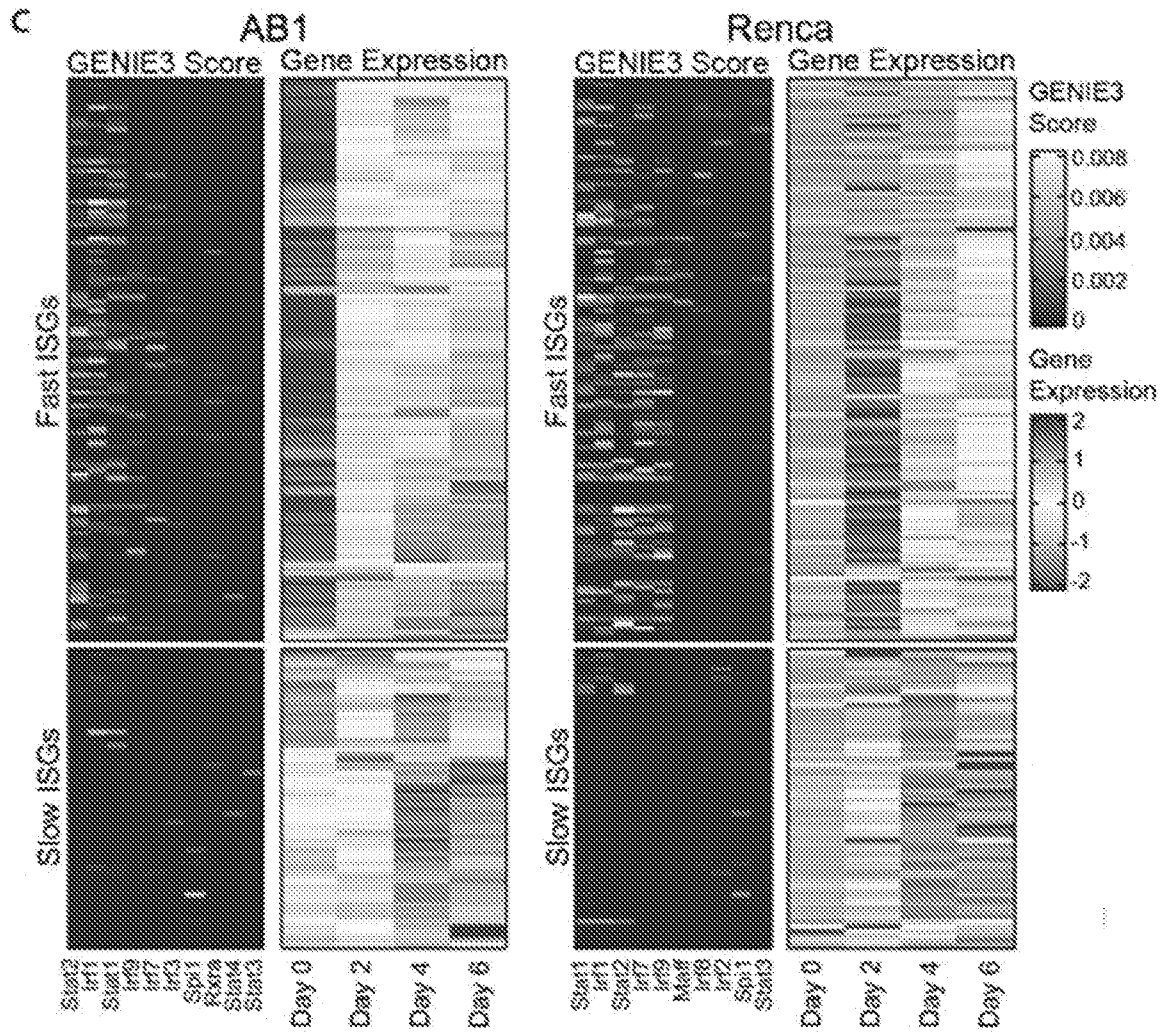 C
AB1
Renca
GENIE3 Score
Gene Expression
GENIE3 Score
Gene Expression
GENIE3
Score
0.008
0.006
0.004
0.002
0
Gene
Expression
2
1
0
-1
-2
Fast ISGs
Fast ISGs
Slow ISGs
Slow ISGs
Stat2
Irf1
Stat1
Irf9
Irf7
Irf3
Spi1
Rxra
Stat4
Stat3
Day 0
Day 2
Day 4
Day 6
Stat1
Irf1
Stat2
Irf7
Irf9
Maff
Irf8
Irf2
Spi1
Stat3
Day 0
Day 2
Day 4
Day 6